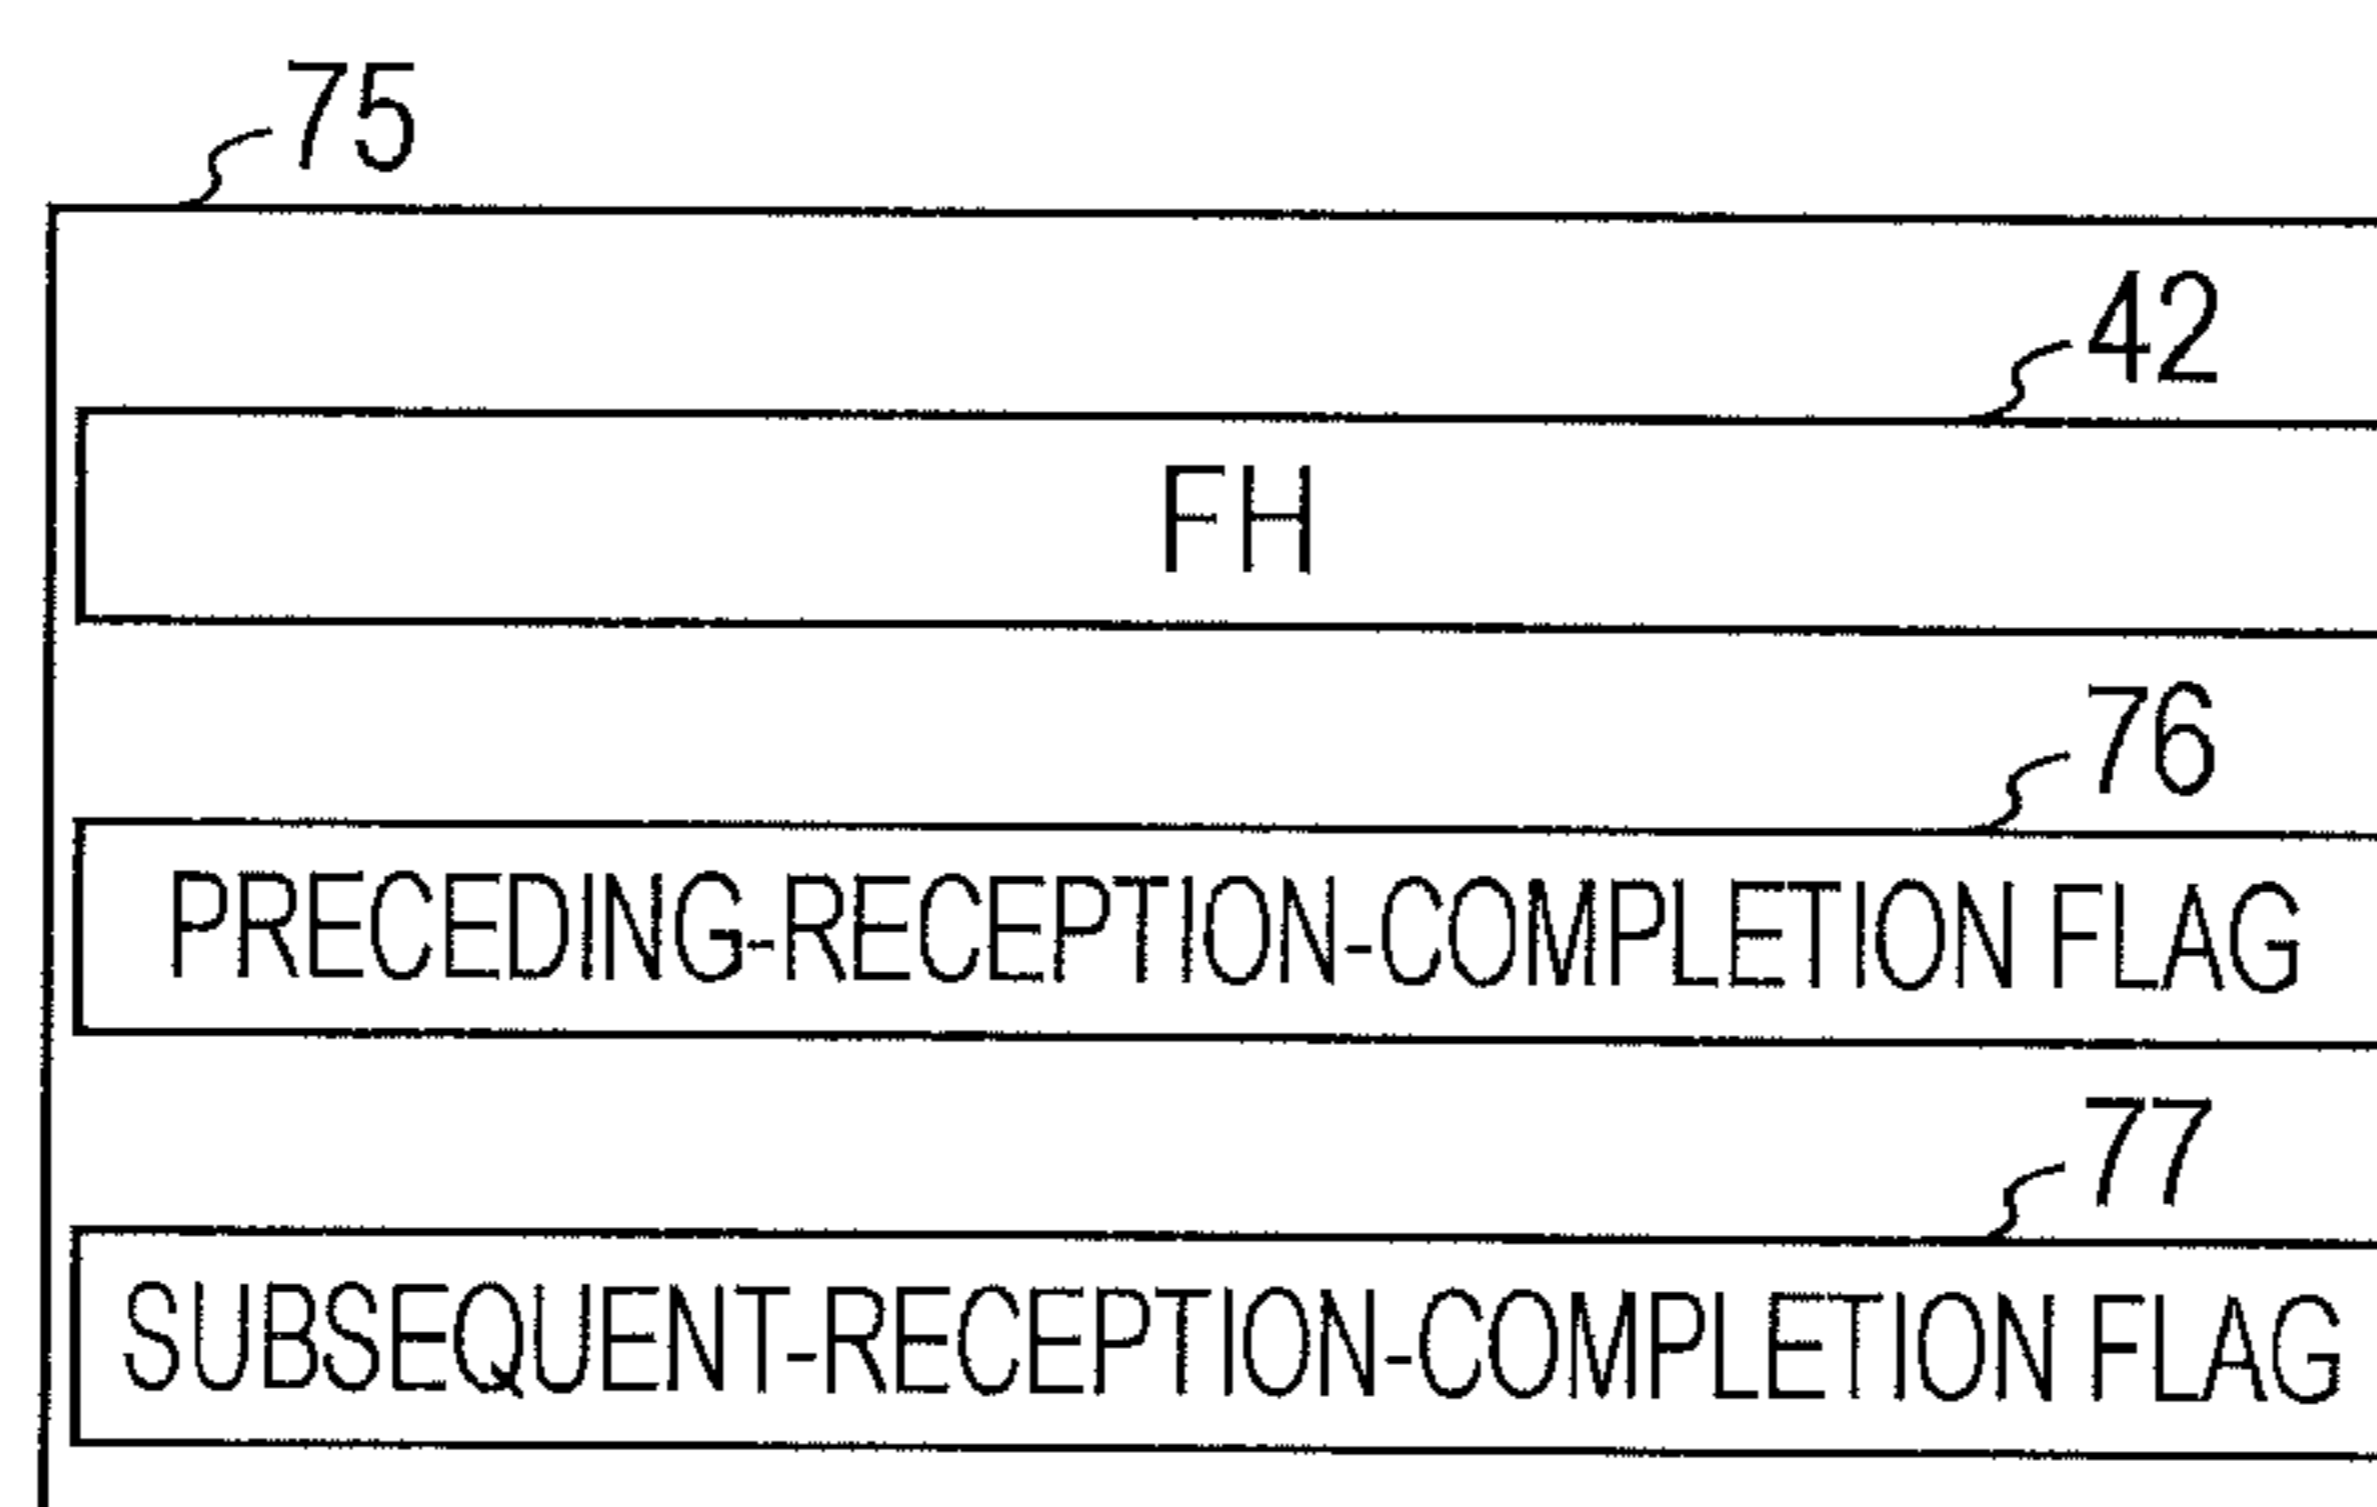 75
42
FH
76
PRECEDING-RECEPTION-COMPLETION FLAG
77
SUBSEQUENT-RECEPTION-COMPLETION FLAG